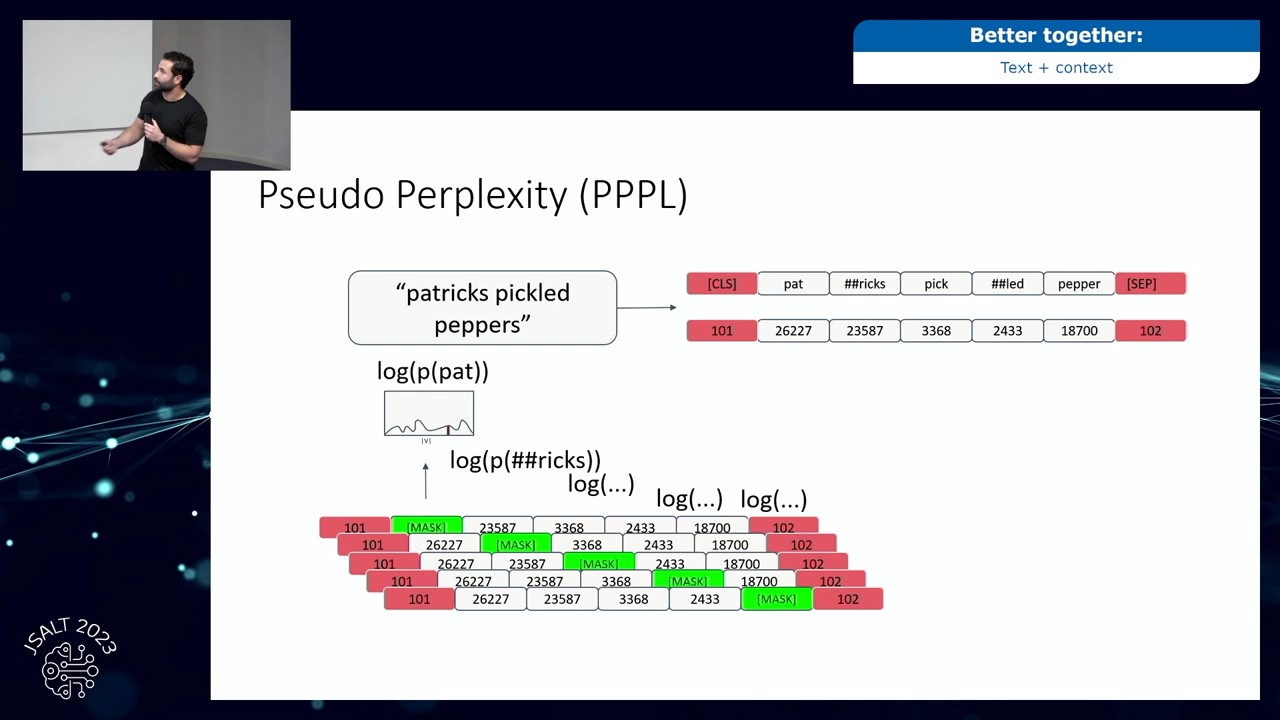 Better together:
Text + context
Pseudo Perplexity (PPPL)
“patricks pickled
peppers”
[CLS] pat ##ricks pick ##led pepper [SEP]
101 26227 23587 3368 2433 18700 102
log(p(pat))
|V|
log(p(##ricks))
log(...)
log(...) log(...)
101 [MASK] 23587 3368 2433 18700 102
101 26227 [MASK] 3368 2433 18700 102
101 26227 23587 [MASK] 2433 18700 102
101 26227 23587 3368 [MASK] 18700 102
101 26227 23587 3368 2433 [MASK] 102
JSALT 2023